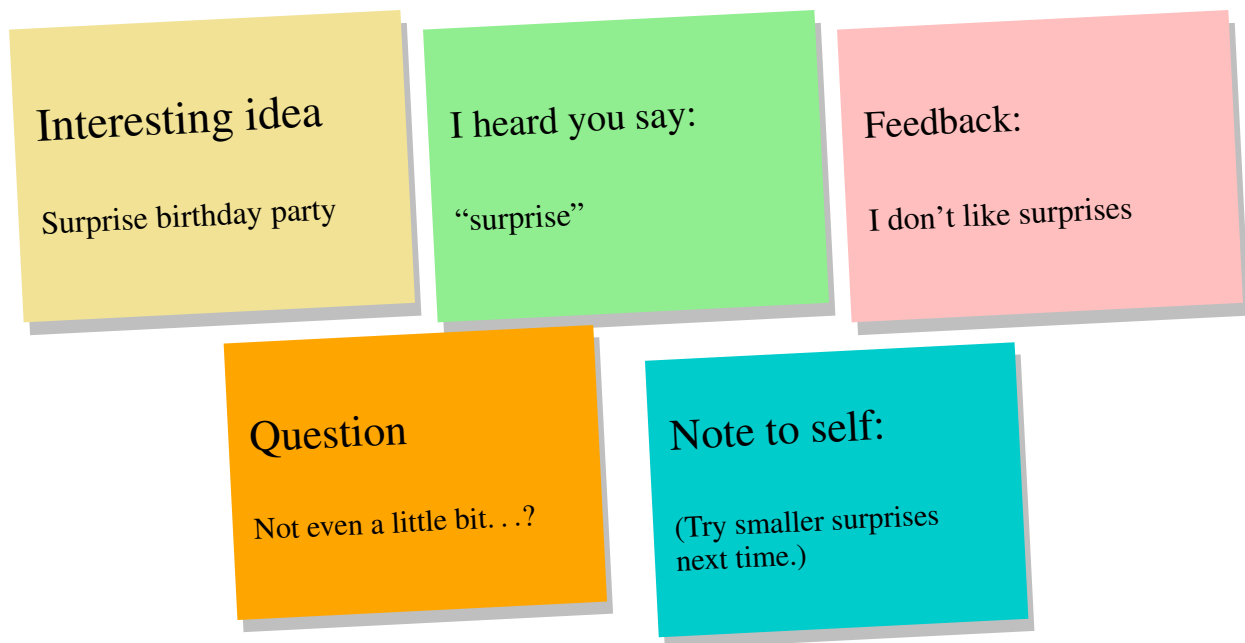 Interesting idea
Surprise birthday party
I heard you say:
“surprise”
Feedback:
I don’t like surprises
Question
Not even a little bit. . .?
Note to self:
(Try smaller surprises
next time.)